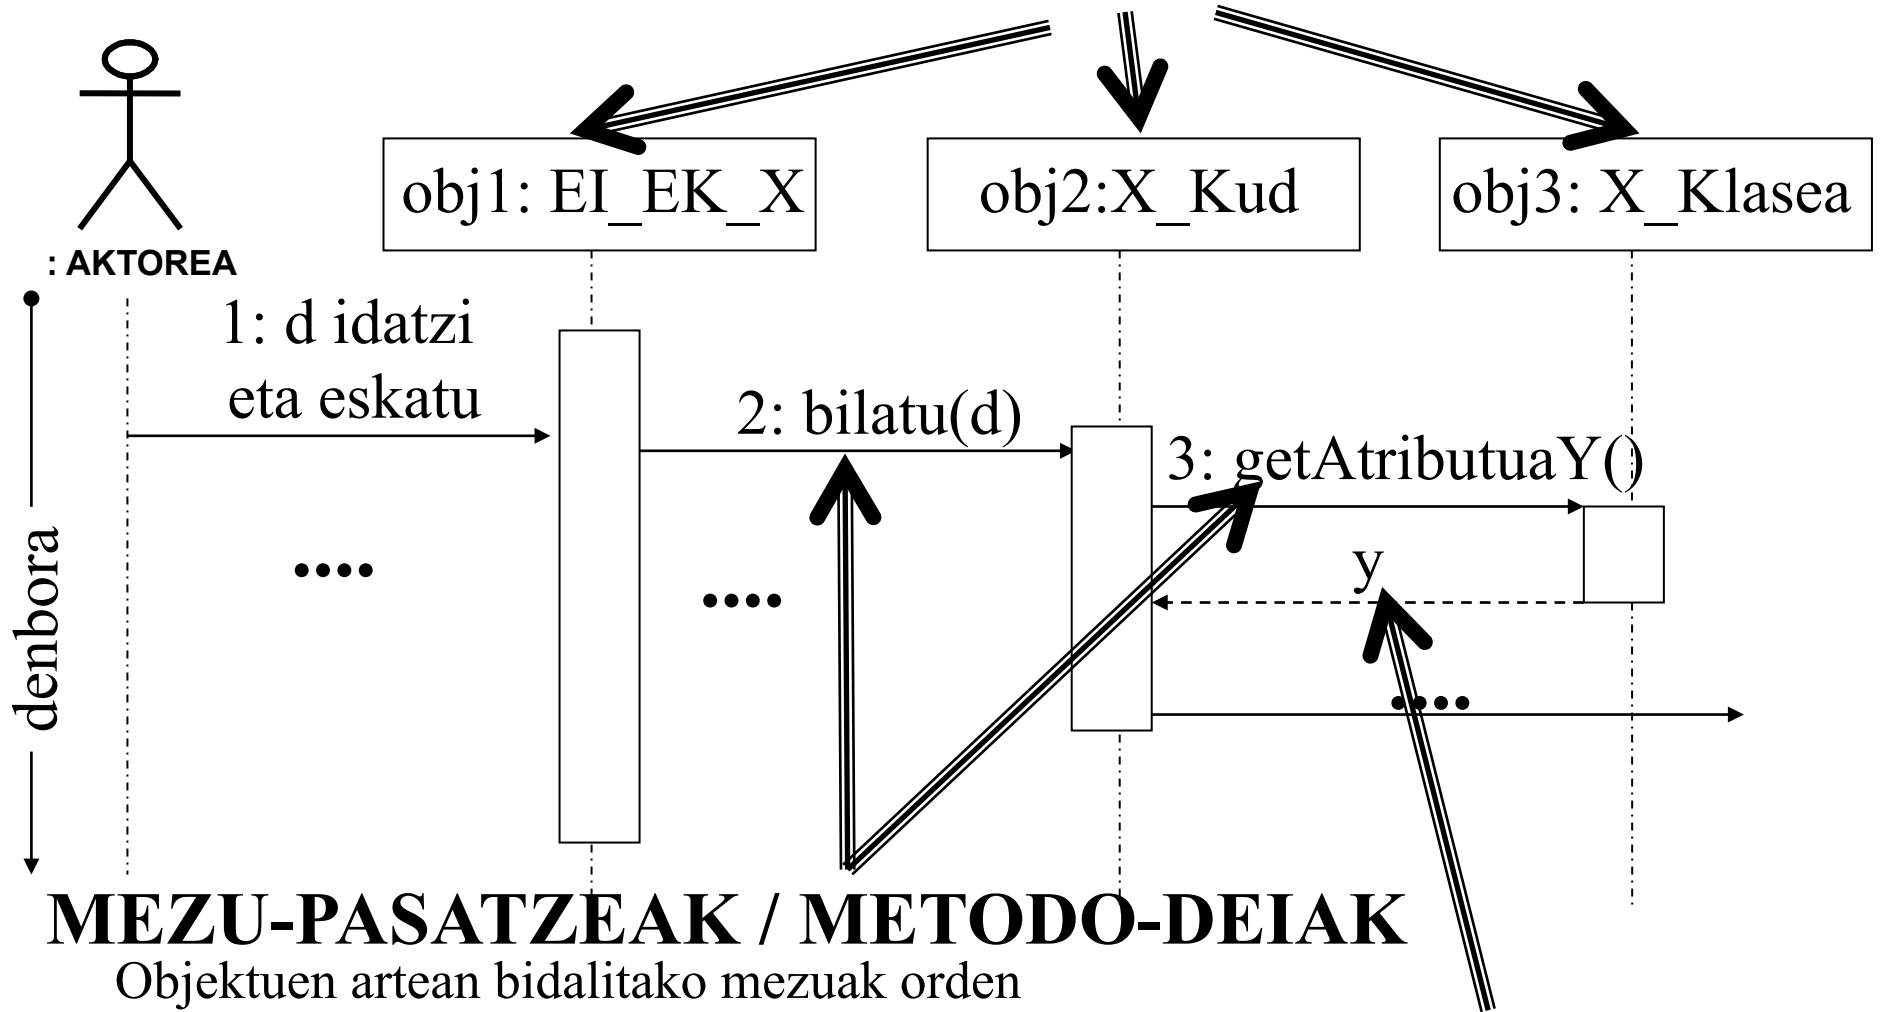 obj1: EI_EK_X
obj2:X_Kud
obj3: X_Klasea
: AKTOREA
1: d idatzi
eta eskatu
2: bilatu(d)
3: getAtributuaY()
y
....
....
....
denbora
MEZU-PASATZEAK / METODO-DEIAK
Objektuen artean bidalitako mezuak orden